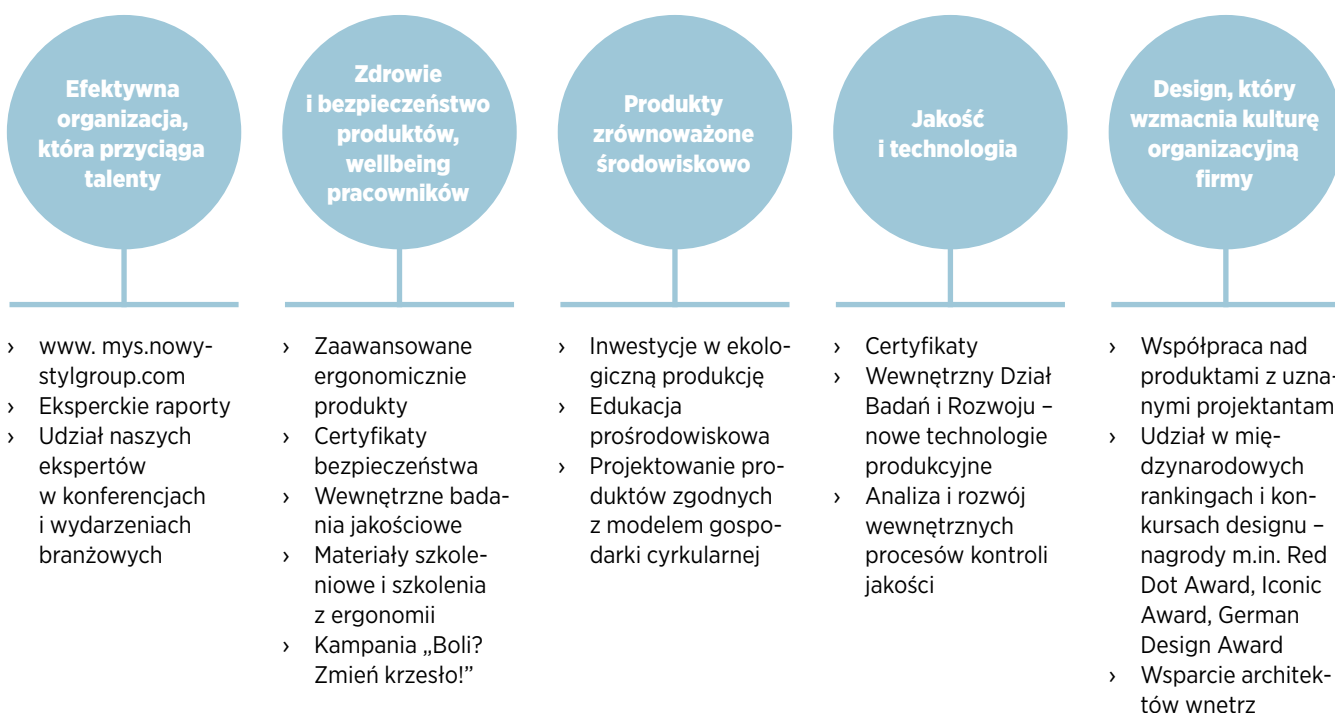 Efektywna
organizacja,
która przyciąga
talenty
› www. mys.nowy-
stylgroup.com
› Eksperckie raporty
› Udział naszych
ekspertów
w konferencjach
i wydarzeniach
branżowych
Zdrowie
i bezpieczeństwo
produktów,
wellbeing
pracowników
› Zaawansowane
ergonomicznie
produkty
› Certyfikaty
bezpieczeństwa
› Wewnętrzne bada-
nia jakościowe
› Materiały szkole-
niowe i szkolenia
z ergonomii
› Kampania „Boli?
Zmień krzesło!”
Produkty
zrównoważone
środowiskowo
› Inwestycje w ekolo-
giczną produkcję
› Edukacja
prośrodowiskowa
› Projektowanie pro-
duktów zgodnych
z modelem gospo-
darki cyrkularnej
Jakość
i technologia
› Certyfikaty
› Wewnętrzny Dział
Badań i Rozwoju –
nowe technologie
produkcyjne
› Analiza i rozwój
wewnętrznych
procesów kontroli
jakości
Design, który
wzmacnia kulturę
organizacyjną
firmy
› Współpraca nad
produktami z uzna-
nymi projektantam
› Udział w mię-
dzynarodowych
rankingach i kon-
kursach designu –
nagrody m.in. Red
Dot Award, Iconic
Award, German
Design Award
› Wsparcie architek-
tów wnetrz